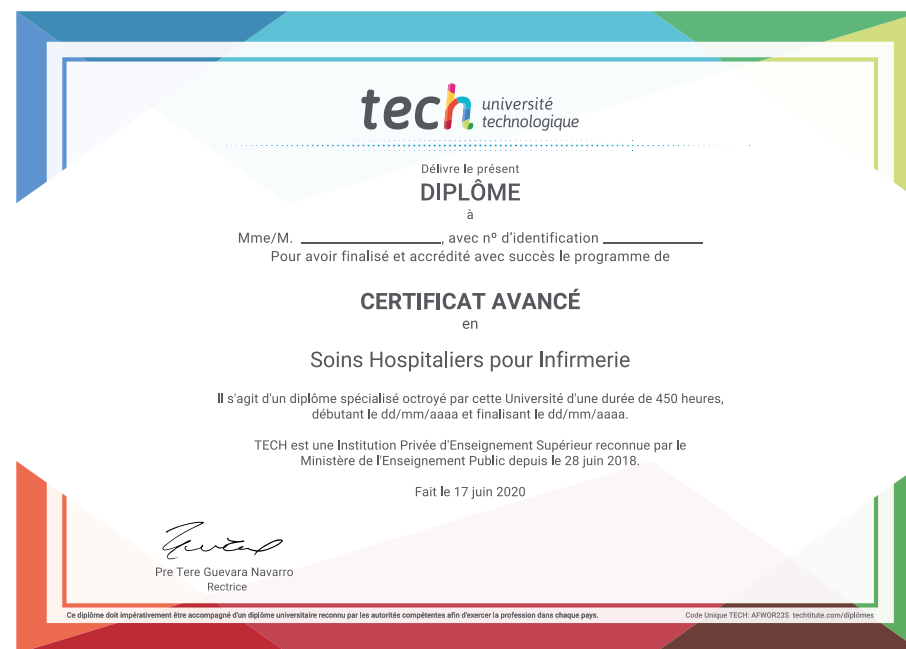 tech université
technologique
Délivre le présent
DIPLÔME
à
Mme/M. ____________________, avec nº d'identification ______________
Pour avoir finalisé et accrédité avec succès le programme de
CERTIFICAT AVANCÉ
en
Soins Hospitaliers pour Infirmerie
Il s'agit d'un diplôme spécialisé octroyé par cette Université d'une durée de 450 heures,
débutant le dd/mm/aaaa et finalisant le dd/mm/aaaa.
TECH est une Institution Privée d'Enseignement Supérieur reconnue par le
Ministère de l'Enseignement Public depuis le 28 juin 2018.
Fait le 17 juin 2020
Pre Tere Guevara Navarro
Rectrice
Ce diplôme doit impérativement être accompagné d'un diplôme universitaire reconnu par les autorités compétentes afin d'exercer la profession dans chaque pays.
Code Unique TECH: AFWOR23S techtitute.com/diplômes